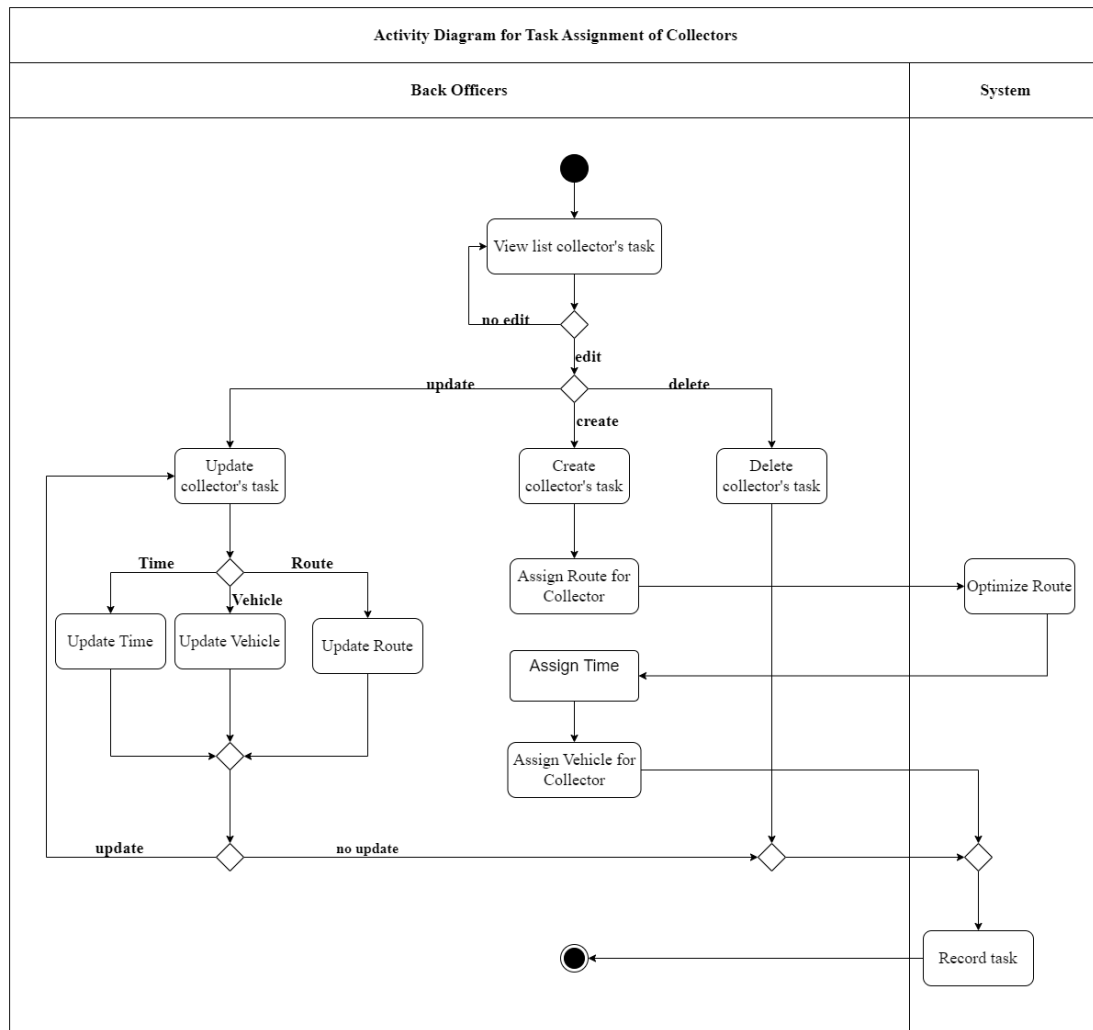 Activity Diagram for Task Assignment of Collectors
Back Officers
System
View list collector's task
no edit
edit
update
delete
create
Update
collector's task
Create
collector's task
Delete
collector's task
Time
Route
Vehicle
Assign Route for
Collector
Optimize Route
Update Time
Update Vehicle
Update Route
Assign Time
Assign Vehicle for
Collector
update
no update
Record task